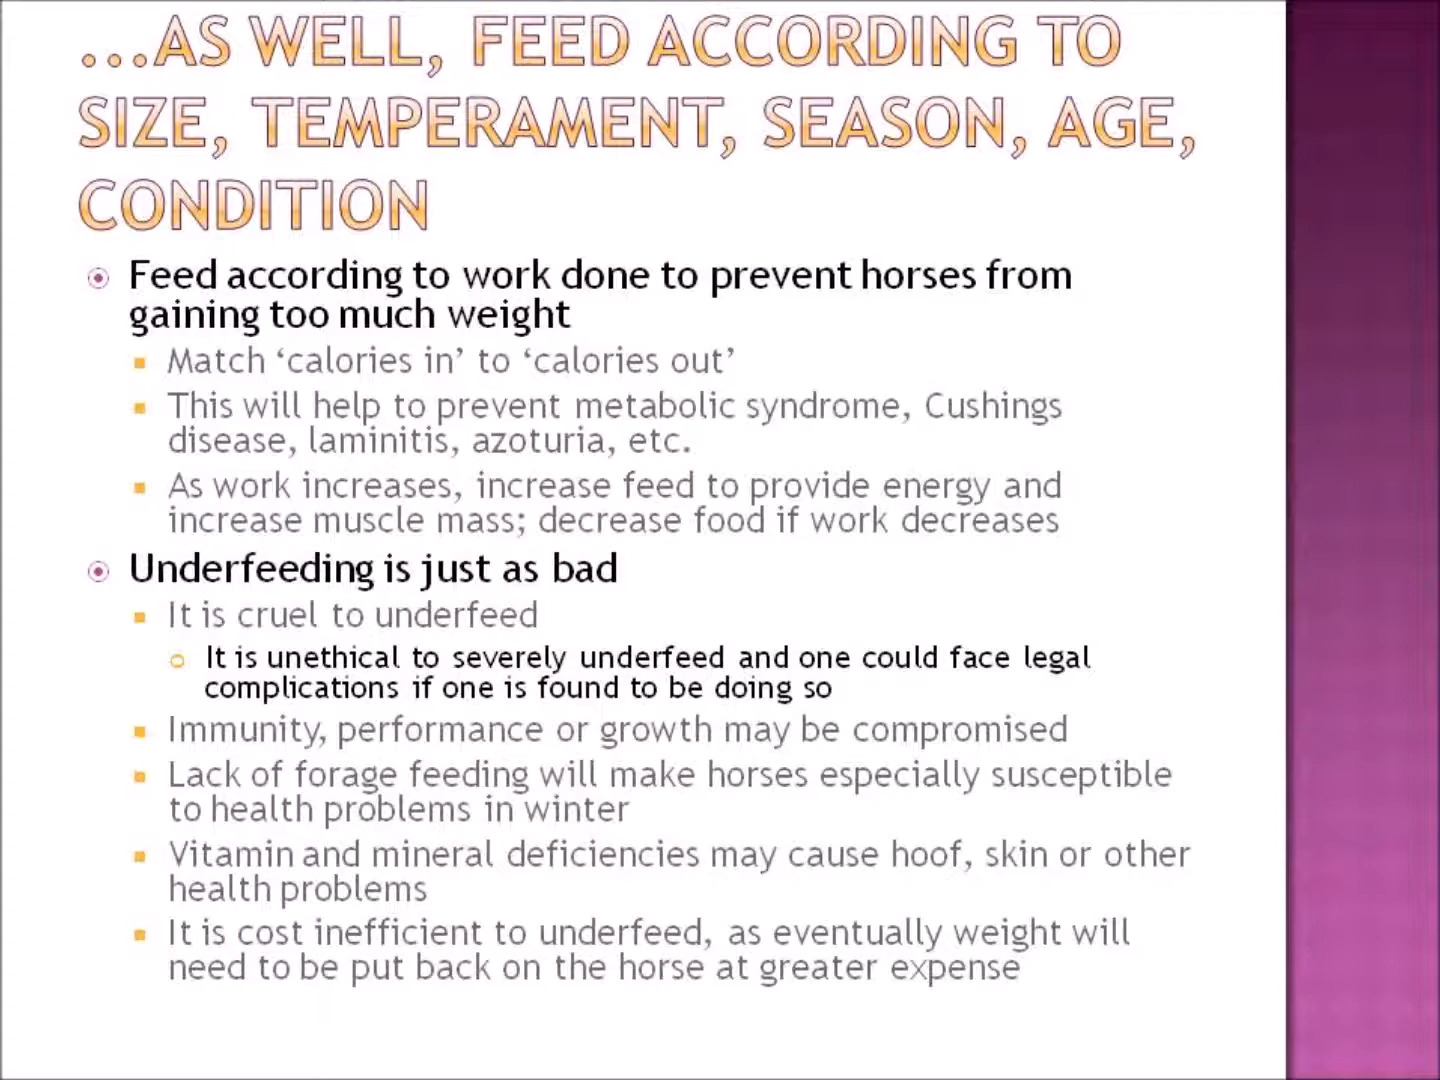 ...AS WELL, FEED ACCORDING TO
SIZE, TEMPERAMENT, SEASON, AGE,
CONDITION
Feed according to work done to prevent horses from
gaining too much weight
Match ‘calories in’ to ‘calories out’
This will help to prevent metabolic syndrome, Cushings
disease, laminitis, azoturia, etc.
As work increases, increase feed to provide energy and
increase muscle mass; decrease food if work decreases
Underfeeding is just as bad
It is cruel to underfeed
It is unethical to severely underfeed and one could face legal
complications if one is found to be doing so
Immunity, performance or growth may be compromised
Lack of forage feeding will make horses especially susceptible
to health problems in winter
Vitamin and mineral deficiencies may cause hoof, skin or other
health problems
It is cost inefficient to underfeed, as eventually weight will
need to be put back on the horse at greater expense